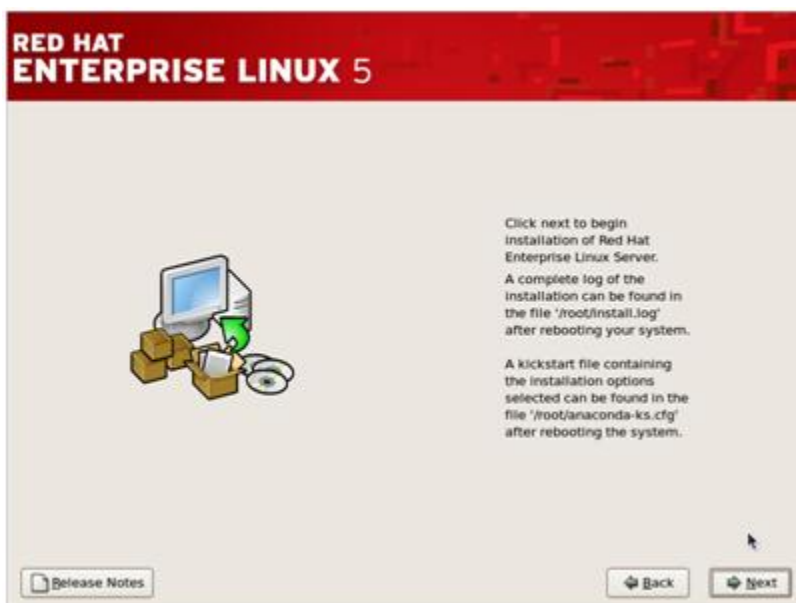 RED HAT
ENTERPRISE LINUX 5
Click next to begin
installation of Red Hat
Enterprise Linux Server.
A complete log of the
installation can be found in
the file '/root/install.log'
after rebooting your system.
A kickstart file containing
the installation options
selected can be found in the
file '/root/anaconda-ks.cfg'
after rebooting the system.
Release Notes
Back
Next